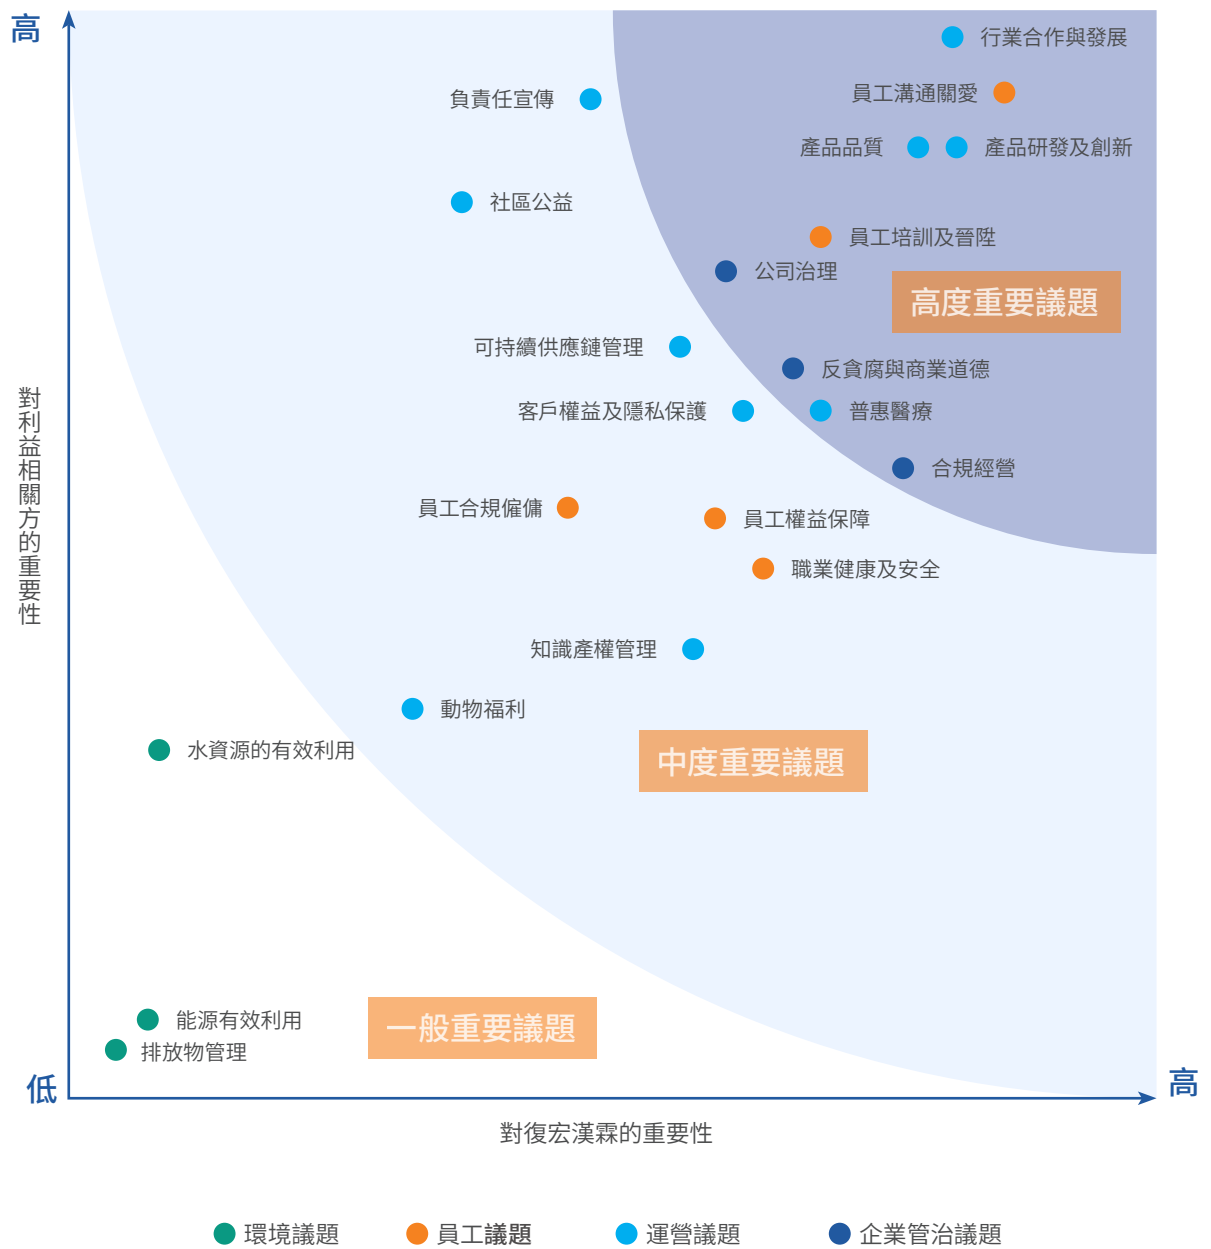 高
行業合作與發展
員工溝通關愛
負責任宣傳
產品品質
產品研發及創新
社區公益
員工培訓及晉陞
公司治理
高度重要議題
可持續供應鏈管理
反貪腐與商業道德
客戶權益及隱私保護
普惠醫療
合規經營
對利益相關方的重要性
員工合規僱傭
員工權益保障
職業健康及安全
知識產權管理
動物福利
水資源的有效利用
中度重要議題
能源有效利用
一般重要議題
排放物管理
低
高
對復宏漢霖的重要性
環境議題
員工議題
運營議題
企業管治議題